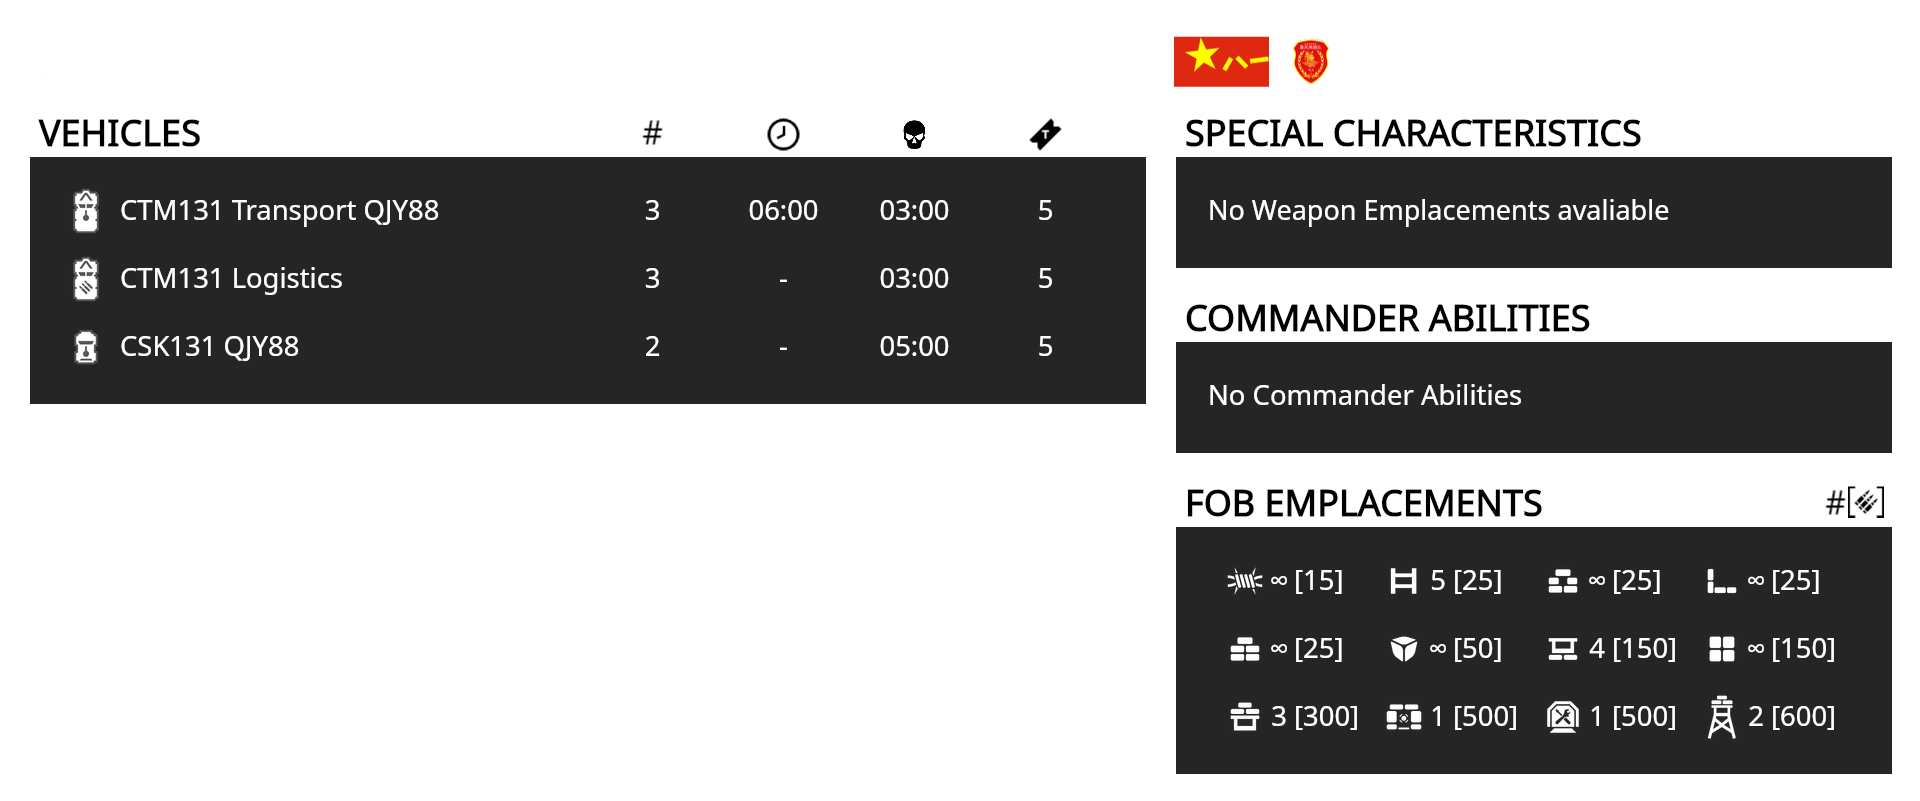 VEHICLES #
CTM131 Transport QJY88 3 06:00 03:00 5
CTM131 Logistics 3 - 03:00 5
CSK131 QJY88 2 - 05:00 5
八一
SPECIAL CHARACTERISTICS
No Weapon Emplacements avaliable
COMMANDER ABILITIES
No Commander Abilities
FOB EMPLACEMENTS #[]
∞ [15] 5 [25] ∞ [25] ∞ [25]
∞ [25] ∞ [50] 4 [150] ∞ [150]
3 [300] 1 [500] 1 [500] 2 [600]